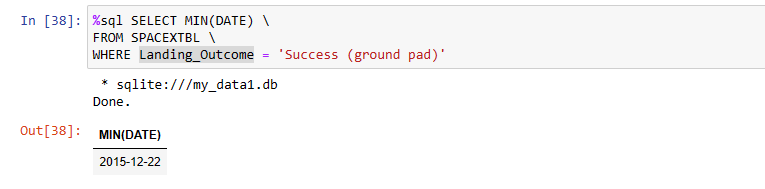 In [38]: %sql SELECT MIN(DATE) \
FROM SPACEXTBL \
WHERE Landing_Outcome = 'Success (ground pad)'
* sqlite:///my_data1.db
Done.
Out[38]: MIN(DATE)
2015-12-22